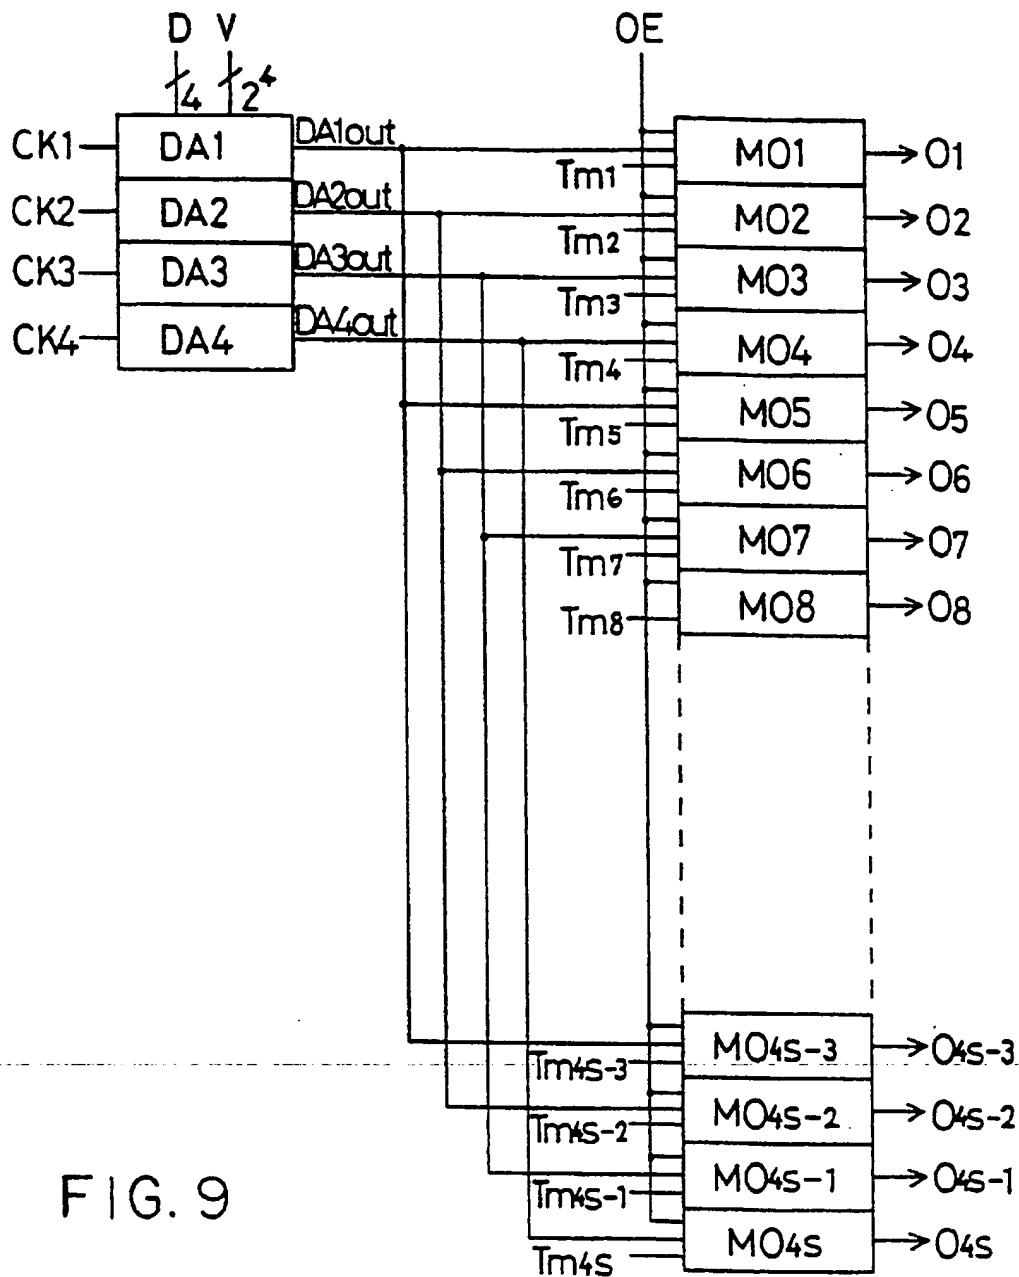 D V
OE
4 2^4
CK1 DA1 DA1out
CK2 DA2 DA2out
CK3 DA3 DA3out
CK4 DA4 DA4out
Tm1 MO1 O1
Tm2 MO2 O2
Tm3 MO3 O3
Tm4 MO4 O4
Tm5 MO5 O5
Tm6 MO6 O6
Tm7 MO7 O7
Tm8 MO8 O8
Tm4s-3 MO4s-3 O4s-3
Tm4s-2 MO4s-2 O4s-2
Tm4s-1 MO4s-1 O4s-1
Tm4s MO4s O4s
FIG. 9